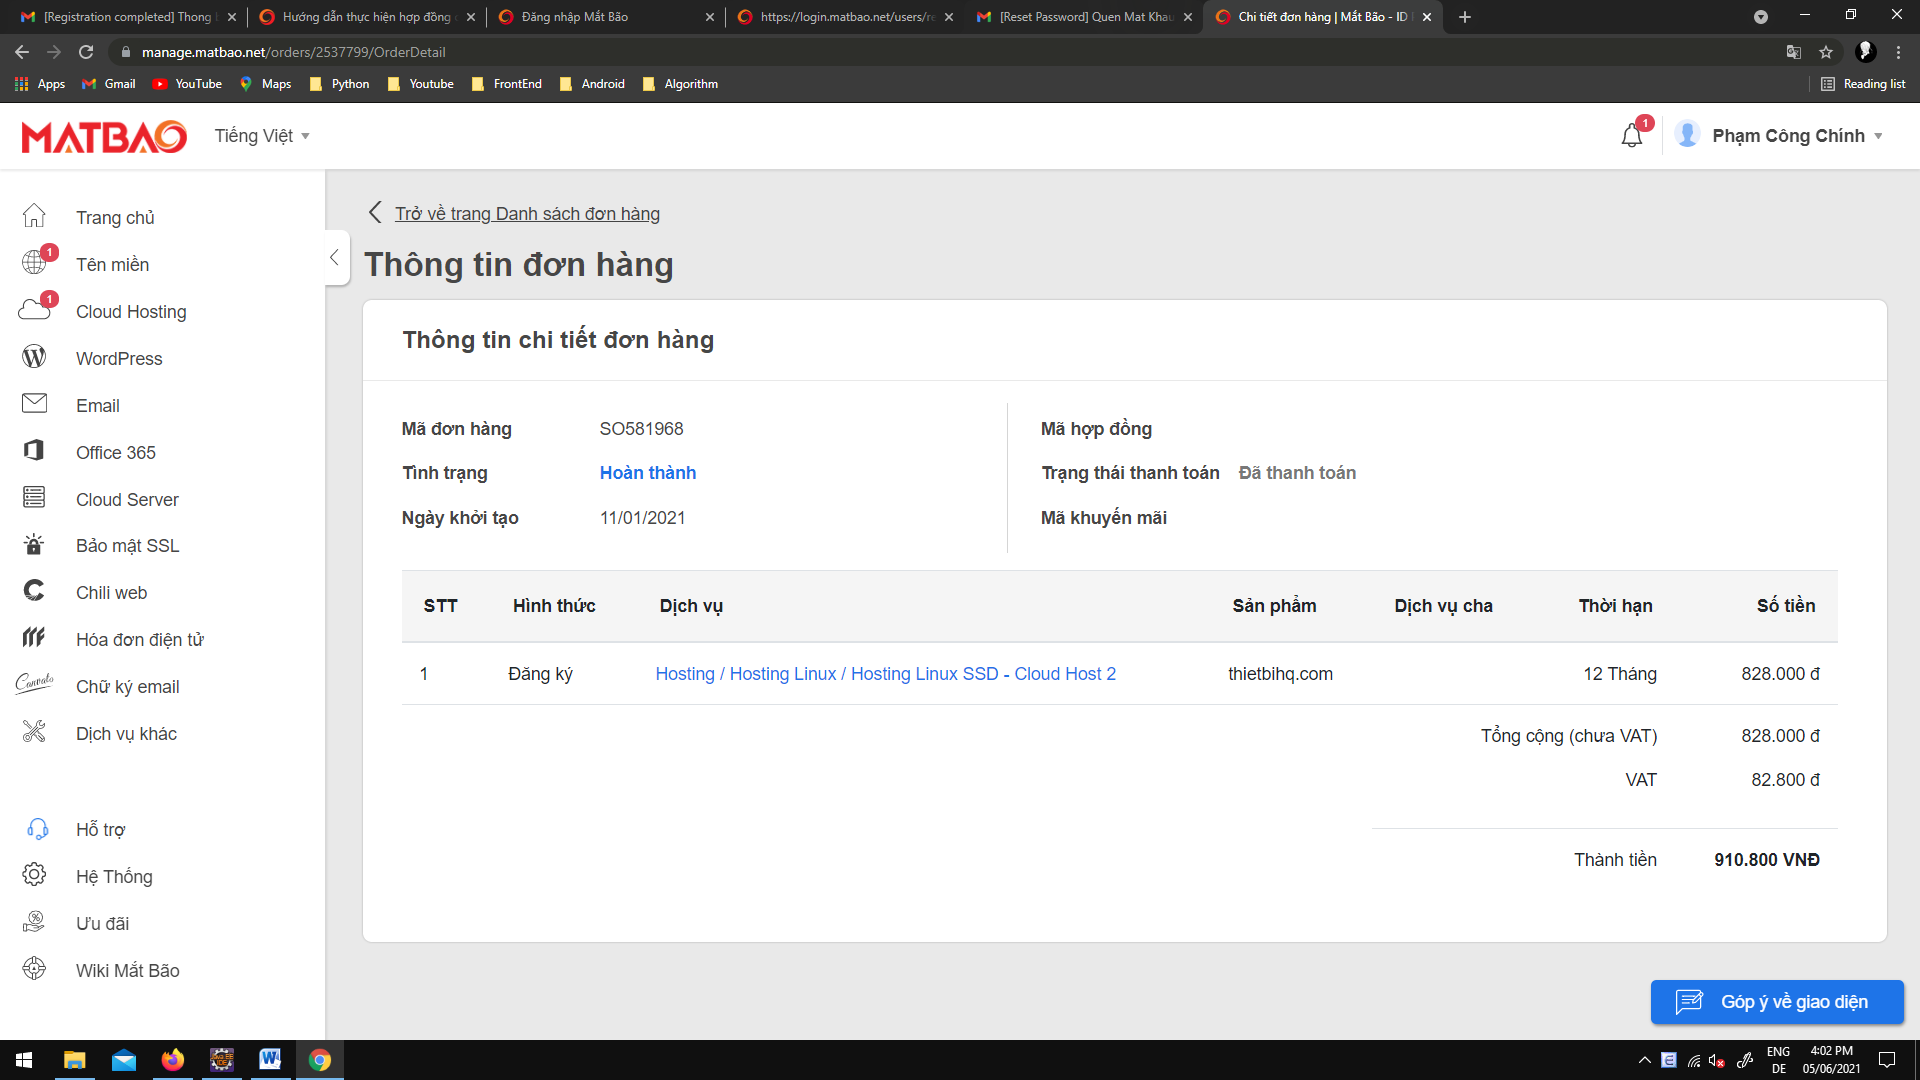 [Registration completed] Thong
Hướng dẫn thực hiện hợp đồng
Đăng nhập Mắt Bão
https://login.matbao.net/users/re
[Reset Password] Quen Mat Khau
Chi tiết đơn hàng | Mắt Bão - ID
manage.matbao.net/orders/2537799/OrderDetail
Apps
Gmail
YouTube
Maps
Python
Youtube
FrontEnd
Android
Algorithm
Reading list
MATBAO
Tiếng Việt
1
Phạm Công Chính
Trang chủ
1
Tên miền
1
Cloud Hosting
WordPress
Email
Office 365
Cloud Server
Bảo mật SSL
Chili web
Hóa đơn điện tử
Canvato
Chữ ký email
Dịch vụ khác
Hỗ trợ
Hệ Thống
Ưu đãi
Wiki Mắt Bão
Trở về trang Danh sách đơn hàng
Thông tin đơn hàng
Thông tin chi tiết đơn hàng
Mã đơn hàng SO581968
Tình trạng Hoàn thành
Ngày khởi tạo 11/01/2021
Mã hợp đồng
Trạng thái thanh toán Đã thanh toán
Mã khuyến mãi
STT Hình thức Dịch vụ Sản phẩm Dịch vụ cha Thời hạn Số tiền
1 Đăng ký Hosting / Hosting Linux / Hosting Linux SSD - Cloud Host 2 thietbihq.com 12 Tháng 828.000 đ
Tổng cộng (chưa VAT) 828.000 đ
VAT 82.800 đ
Thành tiền 910.800 VNĐ
Góp ý về giao diện
ENG
DE
4:02 PM
05/06/2021